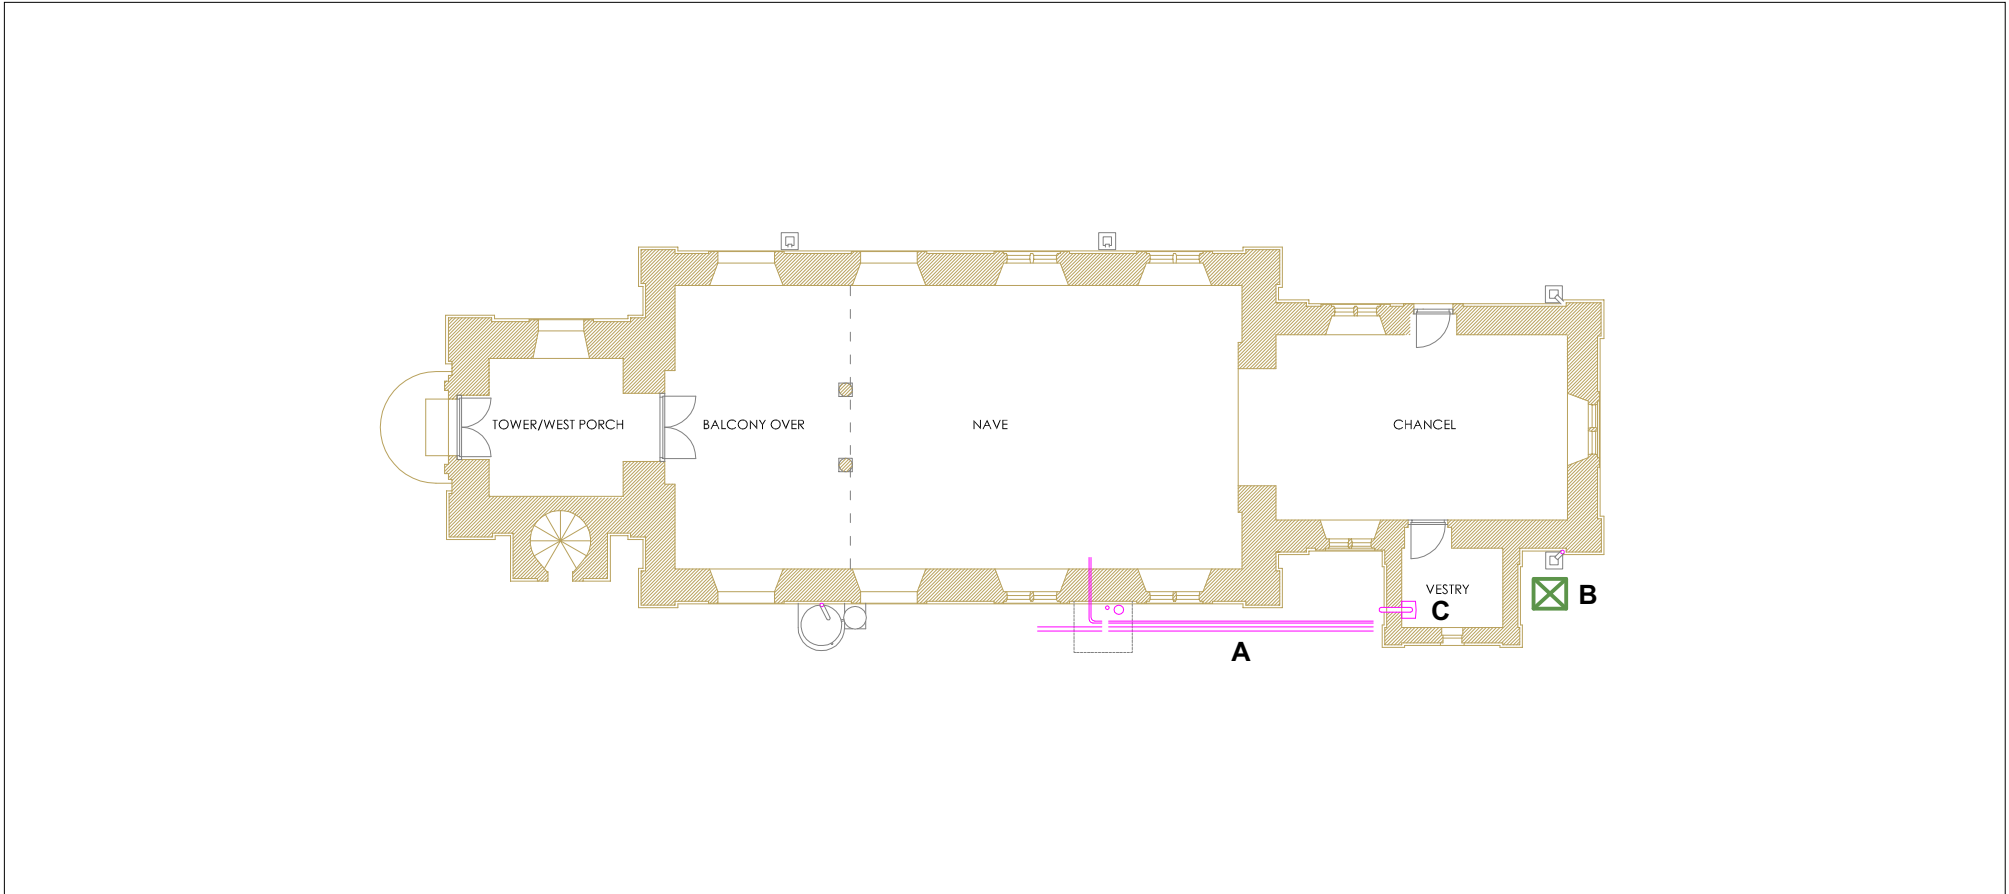 TOWER/WEST PORCH
BALCONY OVER
NAVE
CHANCEL
VESTRY
B
C
A